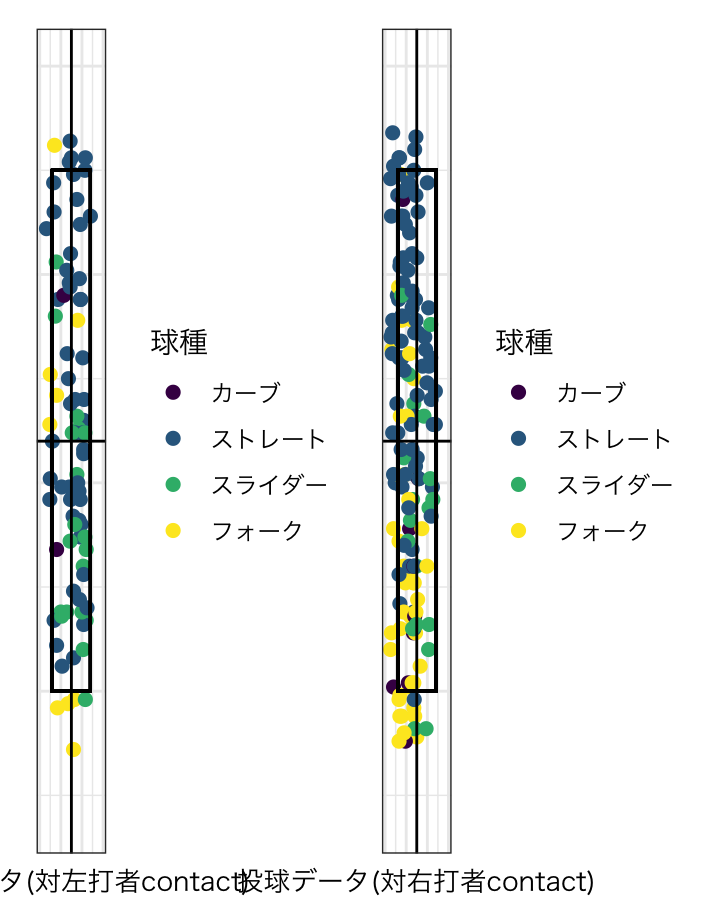 球種
カーブ
ストレート
スライダー
フォーク
球種
カーブ
ストレート
スライダー
フォーク
タ(対左打者contact)
投球データ(対右打者contact)